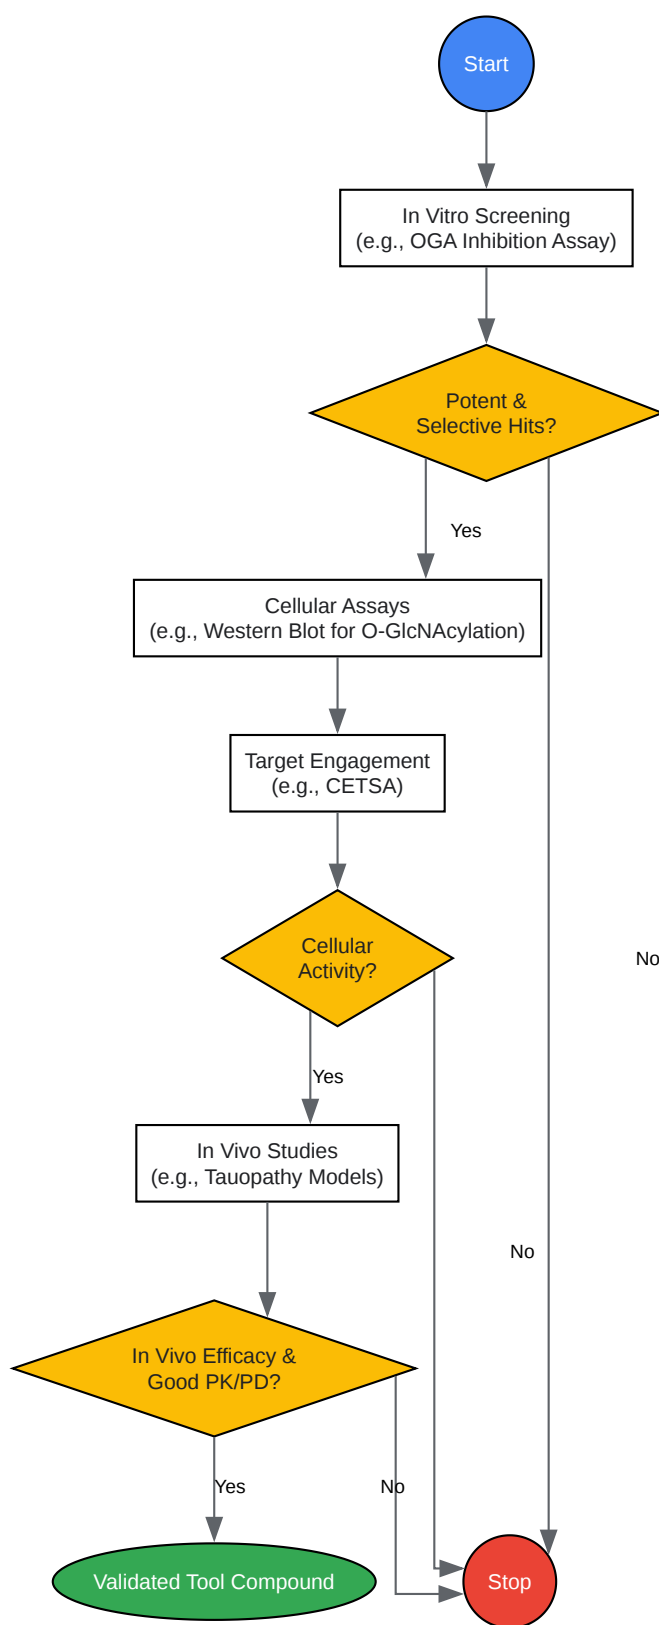 Start
In Vitro Screening
(e.g., OGA Inhibition Assay)
Potent &
Selective Hits?
Yes
Cellular Assays
(e.g., Western Blot for O-GlcNAcylation)
Target Engagement
(e.g., CETSA)
Cellular
Activity?
No
Yes
In Vivo Studies
(e.g., Tauopathy Models)
No
In Vivo Efficacy &
Good PK/PD?
Yes
No
Validated Tool Compound
Stop